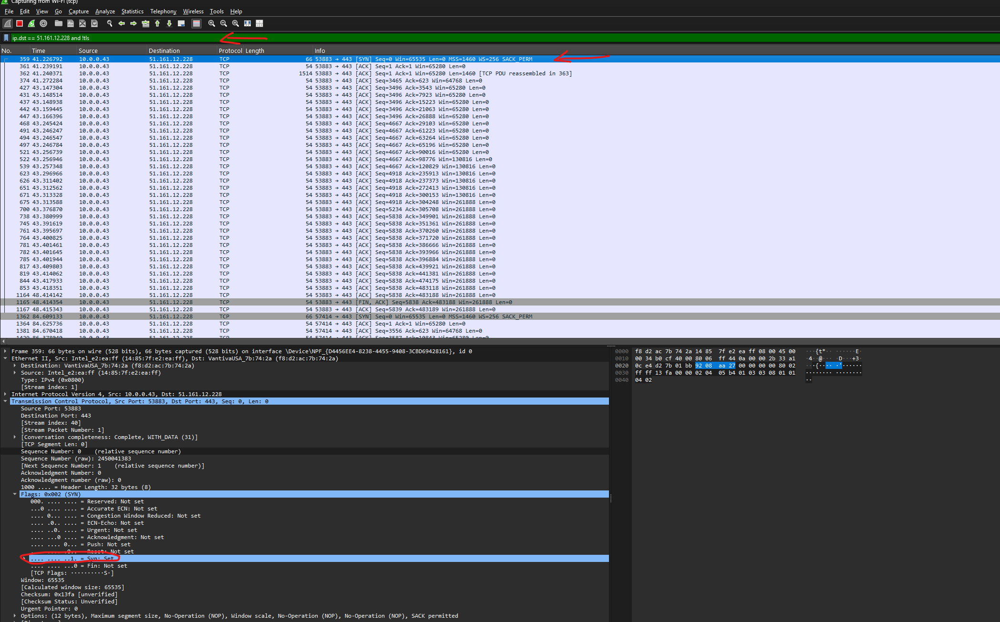 Capturing from Wi-Fi (tcp)
File Edit View Go Capture Analyze Statistics Telephony Wireless Tools Help
ip.dst == 51.161.12.228 and !tls
No. Time Source Destination Protocol Length Info
359 41.226792 10.0.0.43 51.161.12.228 TCP 66 53883 → 443 [SYN] Seq=0 Win=65535 Len=0 MSS=1460 WS=256 SACK_PERM
361 41.239191 10.0.0.43 51.161.12.228 TCP 54 53883 → 443 [ACK] Seq=1 Ack=1 Win=65280 Len=0
362 41.240371 10.0.0.43 51.161.12.228 TCP 1514 53883 → 443 [ACK] Seq=1 Ack=1 Win=65280 Len=1460 [TCP PDU reassembled in 363]
374 41.272284 10.0.0.43 51.161.12.228 TCP 54 53883 → 443 [ACK] Seq=3465 Ack=623 Win=64768 Len=0
427 43.147304 10.0.0.43 51.161.12.228 TCP 54 53883 → 443 [ACK] Seq=3496 Ack=3543 Win=65280 Len=0
431 43.148514 10.0.0.43 51.161.12.228 TCP 54 53883 → 443 [ACK] Seq=3496 Ack=7923 Win=65280 Len=0
437 43.148938 10.0.0.43 51.161.12.228 TCP 54 53883 → 443 [ACK] Seq=3496 Ack=15223 Win=65280 Len=0
442 43.159445 10.0.0.43 51.161.12.228 TCP 54 53883 → 443 [ACK] Seq=3496 Ack=21063 Win=65280 Len=0
447 43.166396 10.0.0.43 51.161.12.228 TCP 54 53883 → 443 [ACK] Seq=3496 Ack=26888 Win=65280 Len=0
468 43.245424 10.0.0.43 51.161.12.228 TCP 54 53883 → 443 [ACK] Seq=4667 Ack=29103 Win=65280 Len=0
491 43.246247 10.0.0.43 51.161.12.228 TCP 54 53883 → 443 [ACK] Seq=4667 Ack=61223 Win=65280 Len=0
494 43.246547 10.0.0.43 51.161.12.228 TCP 54 53883 → 443 [ACK] Seq=4667 Ack=63264 Win=65280 Len=0
497 43.246784 10.0.0.43 51.161.12.228 TCP 54 53883 → 443 [ACK] Seq=4667 Ack=65196 Win=65280 Len=0
521 43.256739 10.0.0.43 51.161.12.228 TCP 54 53883 → 443 [ACK] Seq=4667 Ack=90016 Win=65280 Len=0
522 43.256946 10.0.0.43 51.161.12.228 TCP 54 53883 → 443 [ACK] Seq=4667 Ack=98776 Win=130816 Len=0
539 43.257348 10.0.0.43 51.161.12.228 TCP 54 53883 → 443 [ACK] Seq=4667 Ack=120829 Win=130816 Len=0
623 43.296966 10.0.0.43 51.161.12.228 TCP 54 53883 → 443 [ACK] Seq=4918 Ack=235913 Win=130816 Len=0
626 43.311402 10.0.0.43 51.161.12.228 TCP 54 53883 → 443 [ACK] Seq=4918 Ack=237373 Win=130816 Len=0
651 43.312562 10.0.0.43 51.161.12.228 TCP 54 53883 → 443 [ACK] Seq=4918 Ack=272413 Win=130816 Len=0
671 43.313328 10.0.0.43 51.161.12.228 TCP 54 53883 → 443 [ACK] Seq=4918 Ack=300153 Win=130816 Len=0
675 43.313588 10.0.0.43 51.161.12.228 TCP 54 53883 → 443 [ACK] Seq=4918 Ack=304248 Win=261888 Len=0
700 43.376870 10.0.0.43 51.161.12.228 TCP 54 53883 → 443 [ACK] Seq=5234 Ack=305708 Win=261888 Len=0
738 43.380999 10.0.0.43 51.161.12.228 TCP 54 53883 → 443 [ACK] Seq=5838 Ack=349901 Win=261888 Len=0
745 43.391619 10.0.0.43 51.161.12.228 TCP 54 53883 → 443 [ACK] Seq=5838 Ack=351361 Win=261888 Len=0
761 43.395697 10.0.0.43 51.161.12.228 TCP 54 53883 → 443 [ACK] Seq=5838 Ack=370260 Win=261888 Len=0
764 43.400825 10.0.0.43 51.161.12.228 TCP 54 53883 → 443 [ACK] Seq=5838 Ack=371720 Win=261888 Len=0
781 43.401461 10.0.0.43 51.161.12.228 TCP 54 53883 → 443 [ACK] Seq=5838 Ack=386666 Win=261888 Len=0
782 43.401645 10.0.0.43 51.161.12.228 TCP 54 53883 → 443 [ACK] Seq=5838 Ack=393966 Win=261888 Len=0
785 43.401944 10.0.0.43 51.161.12.228 TCP 54 53883 → 443 [ACK] Seq=5838 Ack=396884 Win=261888 Len=0
817 43.409803 10.0.0.43 51.161.12.228 TCP 54 53883 → 443 [ACK] Seq=5838 Ack=439921 Win=261888 Len=0
819 43.414062 10.0.0.43 51.161.12.228 TCP 54 53883 → 443 [ACK] Seq=5838 Ack=441381 Win=261888 Len=0
844 43.417933 10.0.0.43 51.161.12.228 TCP 54 53883 → 443 [ACK] Seq=5838 Ack=474175 Win=261888 Len=0
853 43.418351 10.0.0.43 51.161.12.228 TCP 54 53883 → 443 [ACK] Seq=5838 Ack=483118 Win=261888 Len=0
1164 48.414142 10.0.0.43 51.161.12.228 TCP 54 53883 → 443 [ACK] Seq=5838 Ack=483188 Win=261888 Len=0
1165 48.414354 10.0.0.43 51.161.12.228 TCP 54 53883 → 443 [FIN, ACK] Seq=5838 Ack=483188 Win=261888 Len=0
1167 48.415343 10.0.0.43 51.161.12.228 TCP 54 53883 → 443 [ACK] Seq=5839 Ack=483189 Win=261888 Len=0
1362 84.609133 10.0.0.43 51.161.12.228 TCP 66 57414 → 443 [SYN] Seq=0 Win=65535 Len=0 MSS=1460 WS=256 SACK_PERM
1364 84.625736 10.0.0.43 51.161.12.228 TCP 54 57414 → 443 [ACK] Seq=1 Ack=1 Win=65280 Len=0
1381 84.670418 10.0.0.43 51.161.12.228 TCP 54 57414 → 443 [ACK] Seq=3556 Ack=623 Win=64768 Len=0
1429 86.378040 10.0.0.43 51.161.12.228 TCP 54 57414 → 443 [ACK] Seq=3587 Ack=10843 Win=65280 Len=0
Frame 359: 66 bytes on wire (528 bits), 66 bytes captured (528 bits) on interface \Device\NPF_{D4456EE4-8238-4455-9408-3CBD69428161}, id 0
Ethernet II, Src: Intel_e2:ea:ff (14:85:7f:e2:ea:ff), Dst: VantivaUSA_7b:74:2a (f8:d2:ac:7b:74:2a)
Destination: VantivaUSA_7b:74:2a (f8:d2:ac:7b:74:2a)
Source: Intel_e2:ea:ff (14:85:7f:e2:ea:ff)
Type: IPv4 (0x0800)
[Stream index: 1]
Internet Protocol Version 4, Src: 10.0.0.43, Dst: 51.161.12.228
Transmission Control Protocol, Src Port: 53883, Dst Port: 443, Seq: 0, Len: 0
Source Port: 53883
Destination Port: 443
[Stream index: 40]
[Stream Packet Number: 1]
[Conversation completeness: Complete, WITH_DATA (31)]
[TCP Segment Len: 0]
Sequence Number: 0 (relative sequence number)
Sequence Number (raw): 2450041383
[Next Sequence Number: 1 (relative sequence number)]
Acknowledgment Number: 0
Acknowledgment number (raw): 0
1000 .... = Header Length: 32 bytes (8)
Flags: 0x002 (SYN)
000. .... .... = Reserved: Not set
...0 .... .... = Accurate ECN: Not set
.... 0... .... = Congestion Window Reduced: Not set
.... .0.. .... = ECN-Echo: Not set
.... ..0. .... = Urgent: Not set
.... ...0 .... = Acknowledgment: Not set
.... .... 0... = Push: Not set
.... .... .0.. = Reset: Not set
.... .... ..1. = Syn: Set
.... .... ...0 = Fin: Not set
[TCP Flags: ··········S·]
Window: 65535
[Calculated window size: 65535]
Checksum: 0x13fa [unverified]
[Checksum Status: Unverified]
Urgent Pointer: 0
Options: (12 bytes), Maximum segment size, No-Operation (NOP), Window scale, No-Operation (NOP), No-Operation (NOP), SACK permitted
0000 f8 d2 ac 7b 74 2a 14 85 7f e2 ea ff 08 00 45 00 ···{t*·· ······E·
0010 00 34 b0 cf 40 00 80 06 ff 44 0a 00 00 2b 33 a1 ·4··@··· ·D···+3·
0020 0c e4 d2 7b 01 bb 92 08 aa 27 00 00 00 00 80 02 ···{···· ·'······
0030 ff ff 13 fa 00 00 02 04 05 b4 01 03 03 08 01 01 ········ ········
0040 04 02 ··